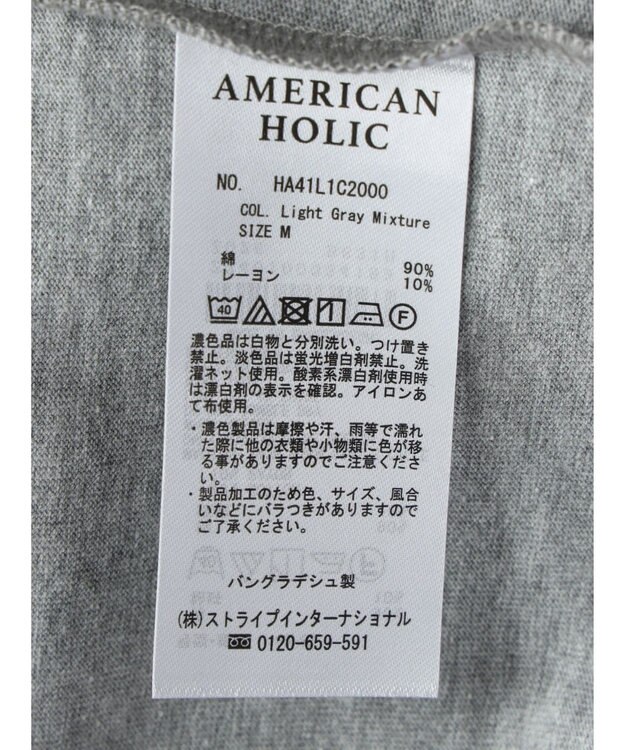 AMERICAN
HOLIC
NO. HA41L1C2000
COL. Light Gray Mixture
SIZE M
綿 90%
レーヨン 10%
40 F
濃色品は白物と分別洗い。つけ置き
禁止。淡色品は蛍光増白剤禁止。洗
濯ネット使用。酸素系漂白剤使用時
は漂白剤の表示を確認。アイロンあ
て布使用。
・濃色製品は摩擦や汗、雨等で濡れ
た際に他の衣類や小物類に色が移
る事がありますのでご注意くださ
い。
・製品加工のため色、サイズ、風合
いなどにバラつきがありますので
ご了承ください。
バングラデシュ製
(株)ストライプインターナショナル
0120-659-591